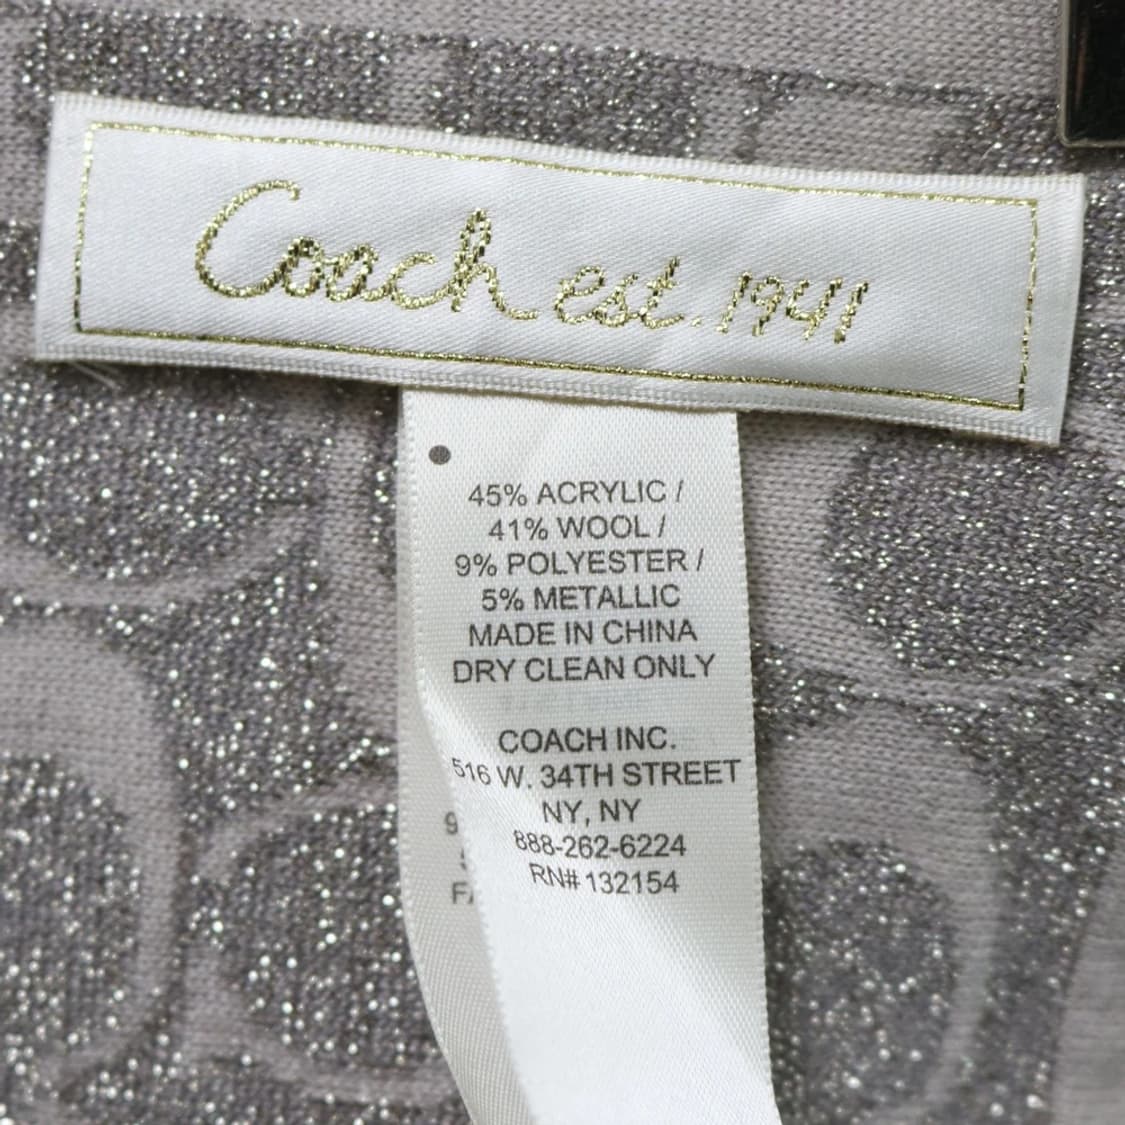 Coach est. 1941
45% ACRYLIC /
41% WOOL /
9% POLYESTER /
5% METALLIC
MADE IN CHINA
DRY CLEAN ONLY
COACH INC.
516 W. 34TH STREET
NY, NY
888-262-6224
RN# 132154